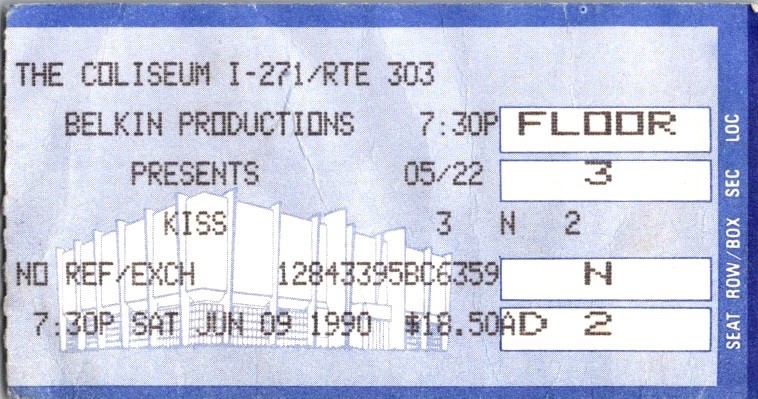 THE COLISEUM I-271/RTE 303
BELKIN PRODUCTIONS 7:30P FLOOR
PRESENTS 05/22 3
KISS 3 N 2
NO REF/EXCH 12843395BC6359 N
7:30P SAT JUN 09 1990 $18.50AD 2
SEAT ROW/BOX SEC LOC